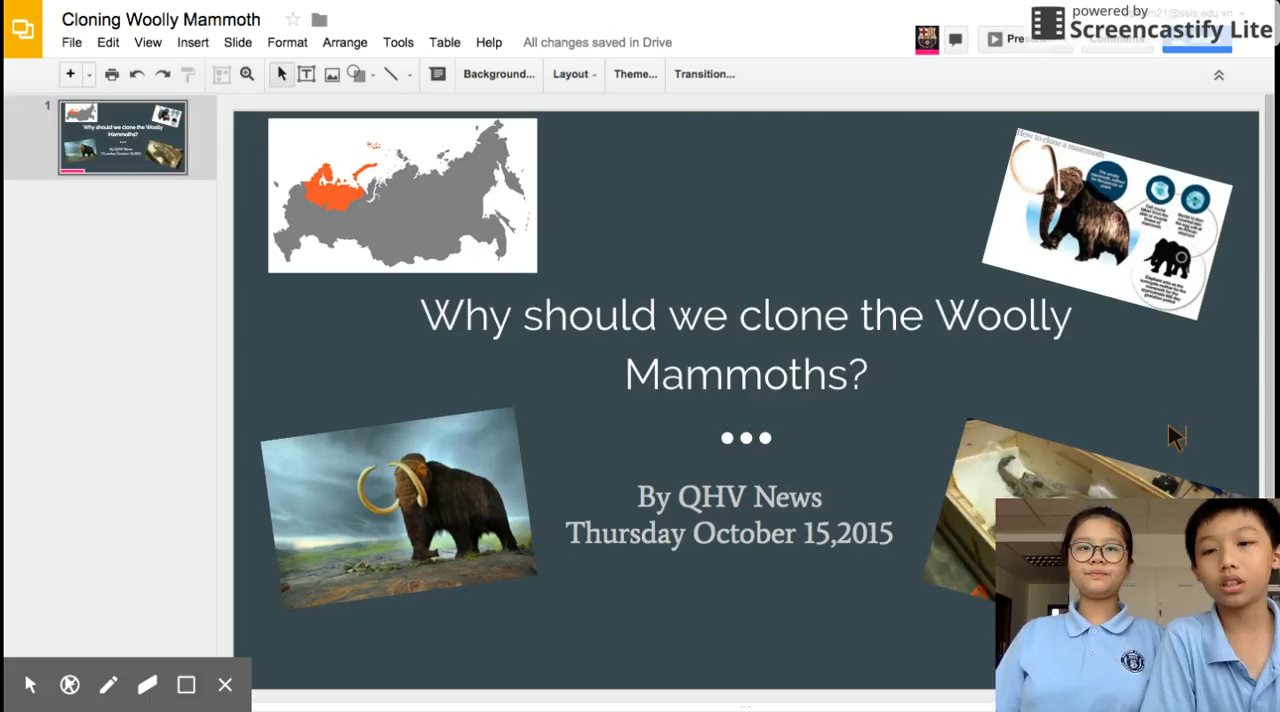 Cloning Woolly Mammoth
powered by
Screencastify Lite
File Edit View Insert Slide Format Arrange Tools Table Help All changes saved in Drive
Background... Layout Theme... Transition...
1
How to clone a mammoth
Why should we clone the Woolly
Mammoths?
By QHV News
Thursday October 15,2015